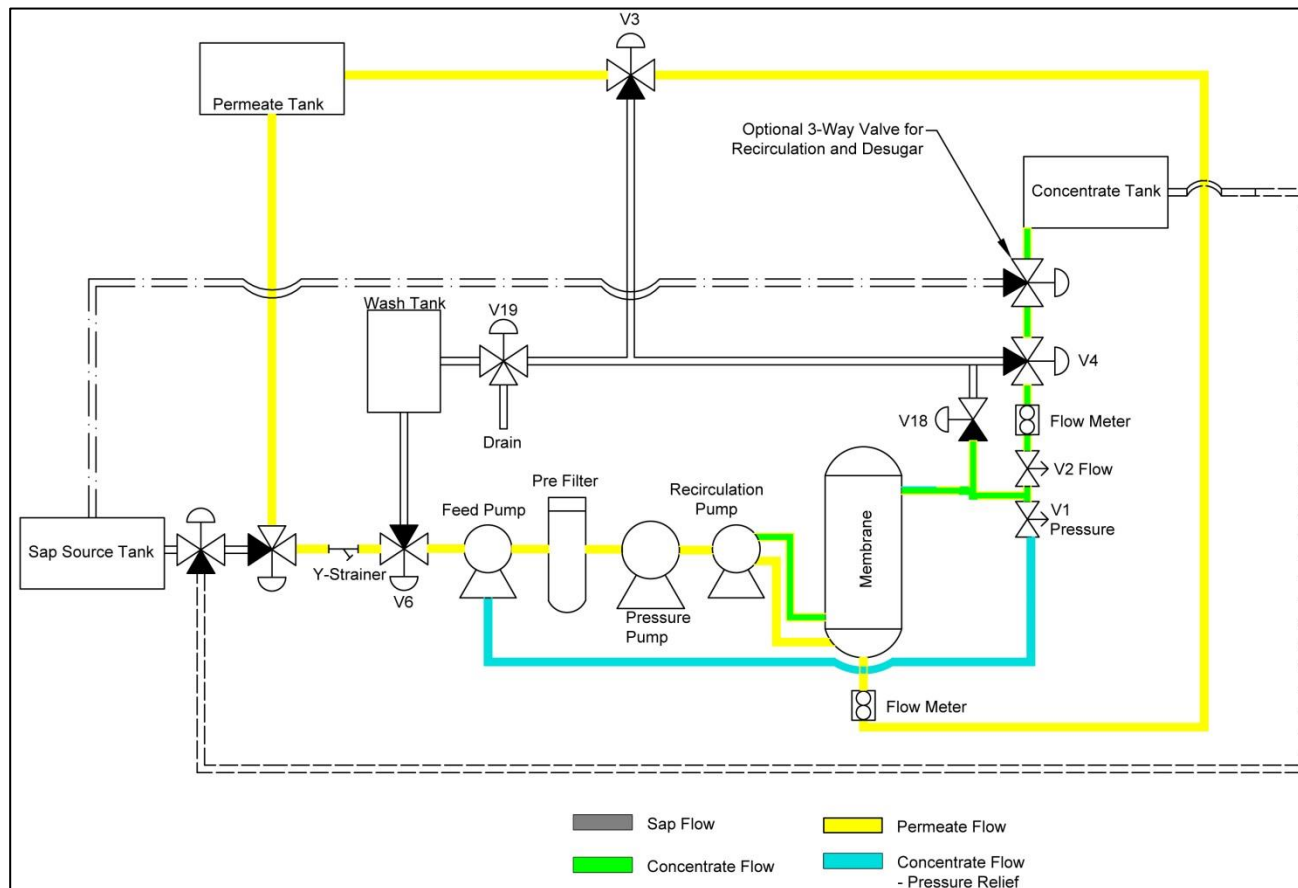 V3
Permeate Tank
Optional 3-Way Valve for
Recirculation and Desugar
Concentrate Tank
Wash Tank
V19
V4
Drain
V18
Flow Meter
V2 Flow
V1
Pressure
Feed Pump
Pre Filter
Recirculation
Pump
Membrane
Sap Source Tank
Y-Strainer
V6
Pressure
Pump
Flow Meter
Sap Flow
Permeate Flow
Concentrate Flow
Concentrate Flow
- Pressure Relief